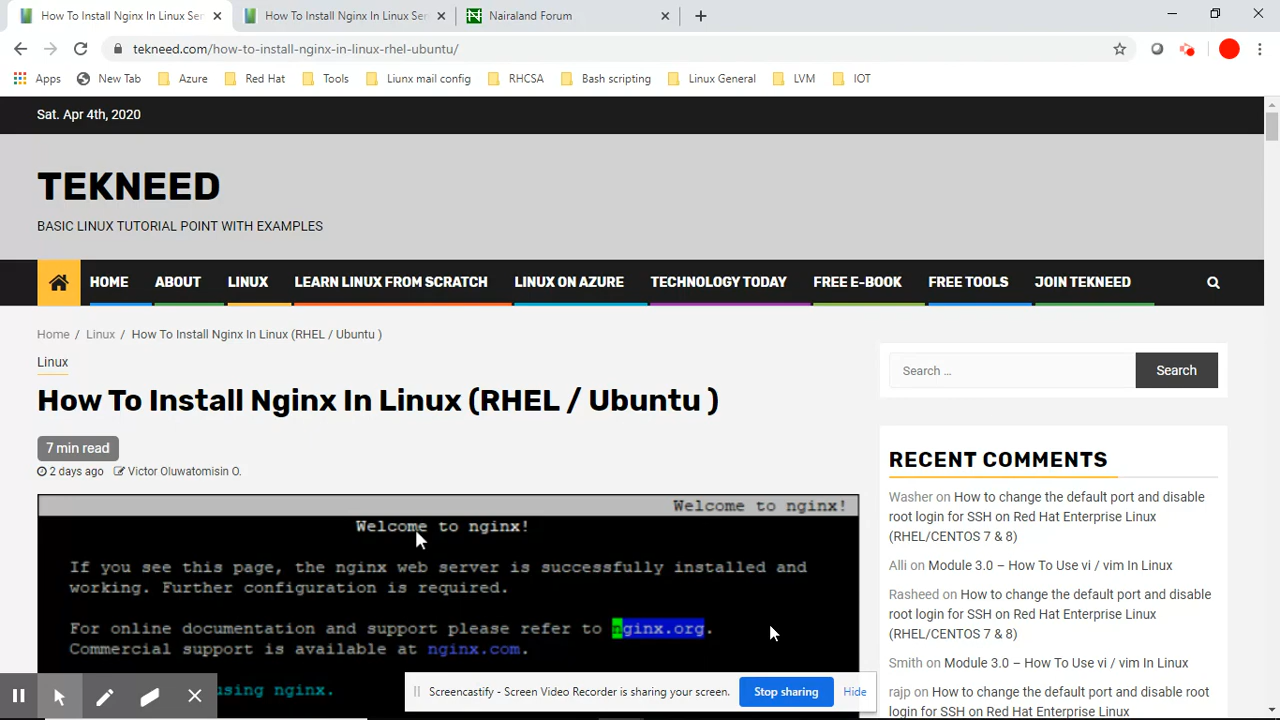 How To Install Nginx In Linux Ser
How To Install Nginx In Linux Ser
Nairaland Forum
tekneed.com/how-to-install-nginx-in-linux-rhel-ubuntu/
Apps
New Tab
Azure
Red Hat
Tools
Liunx mail config
RHCSA
Bash scripting
Linux General
LVM
IOT
Sat. Apr 4th, 2020
TEKNEED
BASIC LINUX TUTORIAL POINT WITH EXAMPLES
HOME
ABOUT
LINUX
LEARN LINUX FROM SCRATCH
LINUX ON AZURE
TECHNOLOGY TODAY
FREE E-BOOK
FREE TOOLS
JOIN TEKNEED
Home / Linux / How To Install Nginx In Linux (RHEL / Ubuntu )
Linux
How To Install Nginx In Linux (RHEL / Ubuntu )
7 min read
2 days ago Victor Oluwatomisin O.
Welcome to nginx!
Welcome to nginx!
If you see this page, the nginx web server is successfully installed and
working. Further configuration is required.
For online documentation and support please refer to nginx.org.
Commercial support is available at nginx.com.
using nginx.
Search …
Search
RECENT COMMENTS
Washer on How to change the default port and disable
root login for SSH on Red Hat Enterprise Linux
(RHEL/CENTOS 7 & 8)
Alli on Module 3.0 – How To Use vi / vim In Linux
Rasheed on How to change the default port and disable
root login for SSH on Red Hat Enterprise Linux
(RHEL/CENTOS 7 & 8)
Smith on Module 3.0 – How To Use vi / vim In Linux
rajp on How to change the default port and disable root
login for SSH on Red Hat Enterprise Linux
Screencastify - Screen Video Recorder is sharing your screen.
Stop sharing
Hide